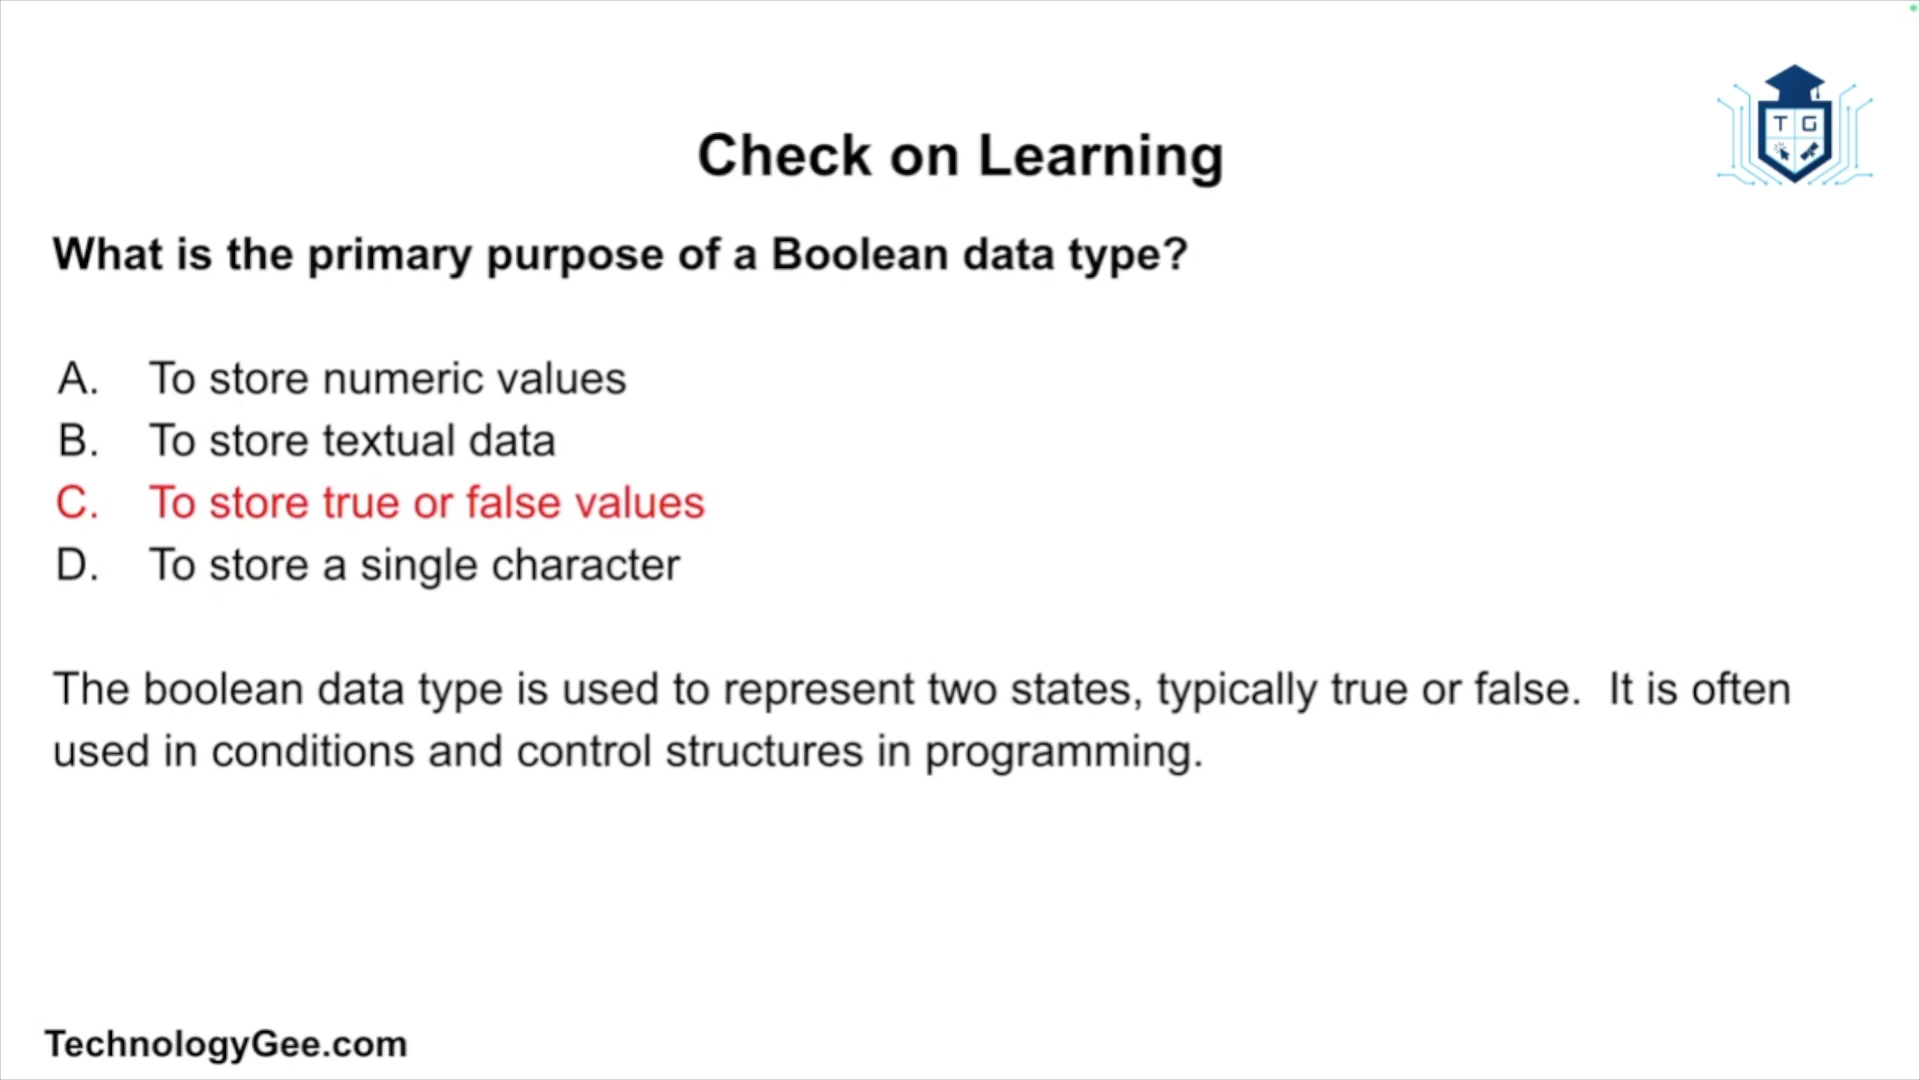 Check on Learning
T G
What is the primary purpose of a Boolean data type?
A. To store numeric values
B. To store textual data
C. To store true or false values
D. To store a single character
The boolean data type is used to represent two states, typically true or false.  It is often
used in conditions and control structures in programming.
TechnologyGee.com